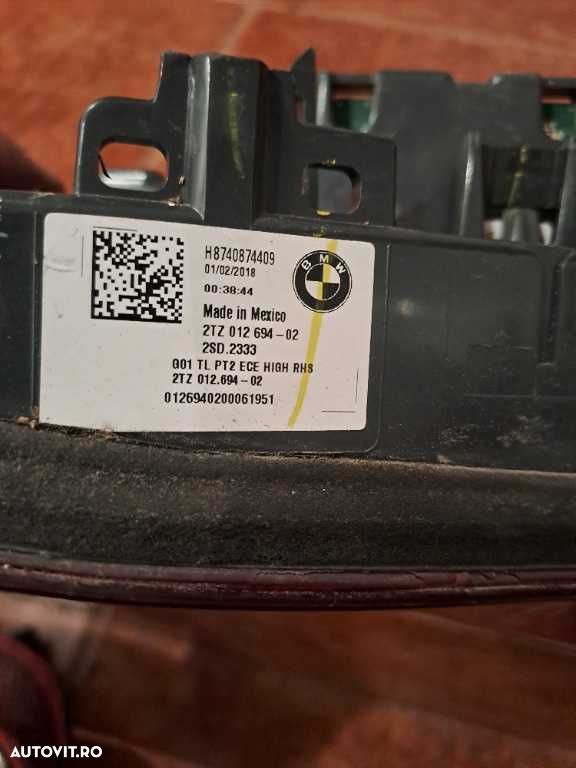 H8740874409
01/02/2018
BMW
00:38:44
Made in Mexico
2TZ 012 694-02
2SD.2333
G01 TL PT2 ECE HIGH RHS
2TZ 012.694-02
0126940200061951
AUTOVIT.RO